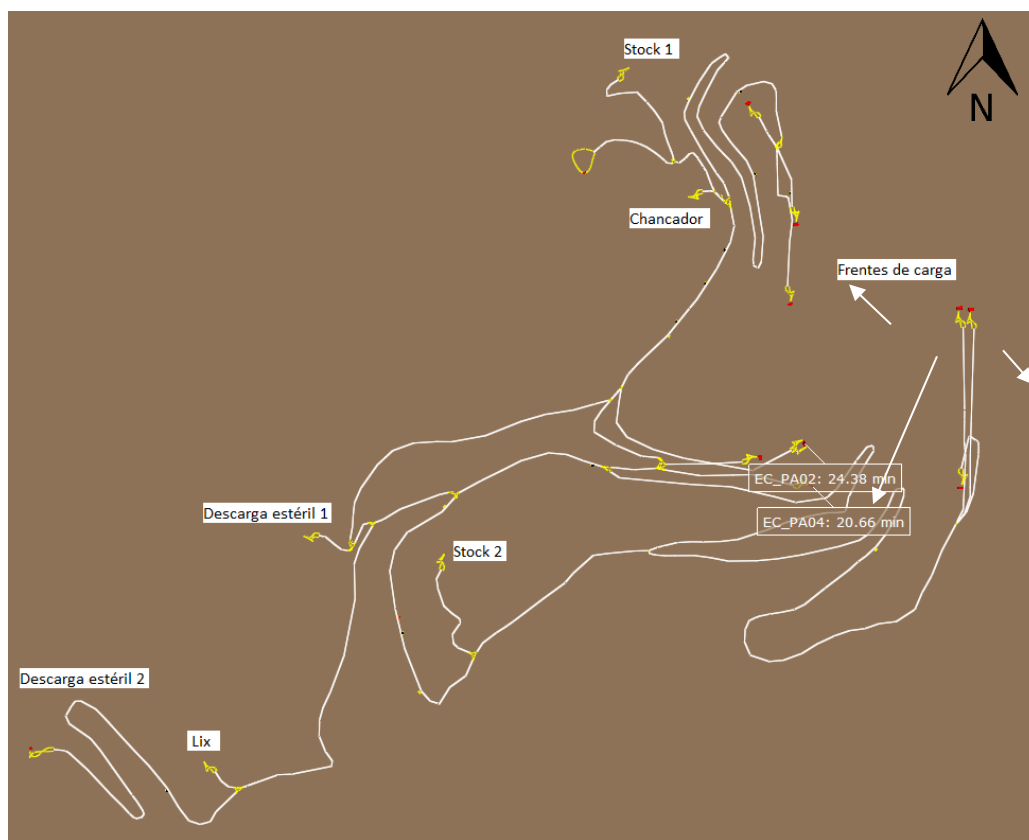 Stock 1
N
Chancador
Frentes de carga
EC_PA02: 24.38 min
Descarga estéril 1
EC_PA04: 20.66 min
Stock 2
Descarga estéril 2
Lix